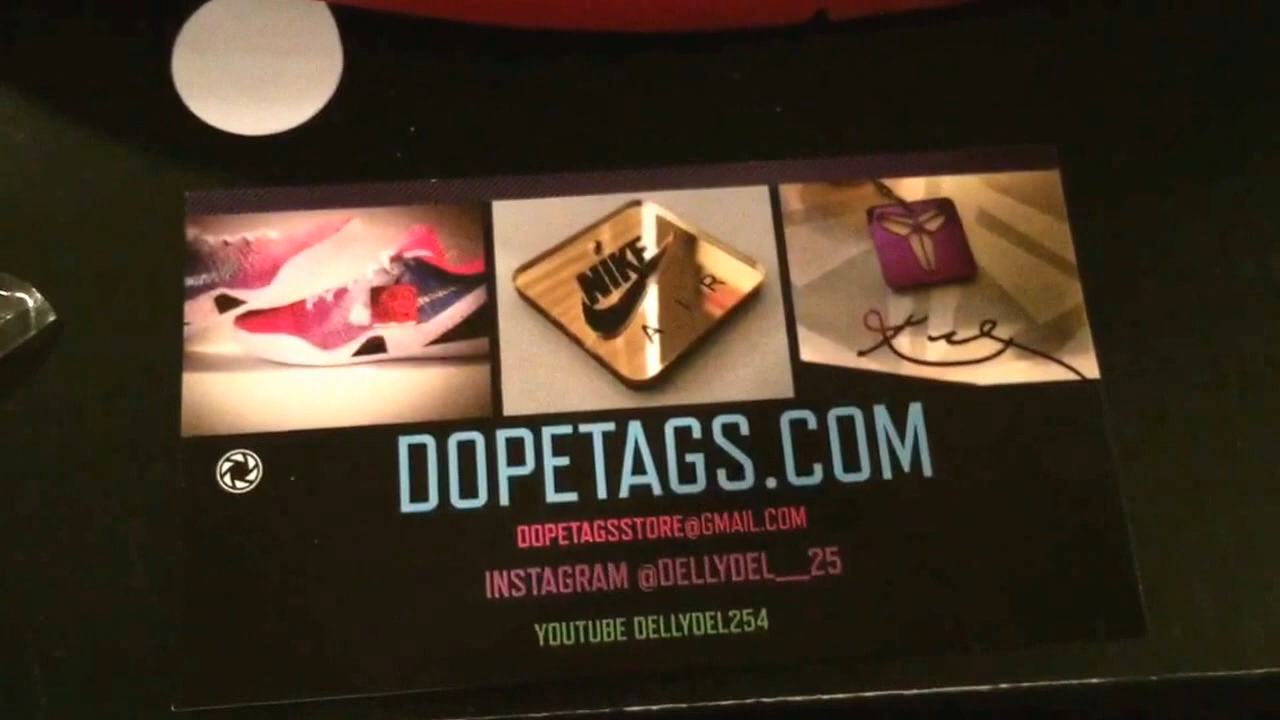 NIKE
AIR
DOPETAGS.COM
DOPETAGSSTORE@GMAIL.COM
INSTAGRAM @DELLYDEL__25
YOUTUBE DELLYDEL254